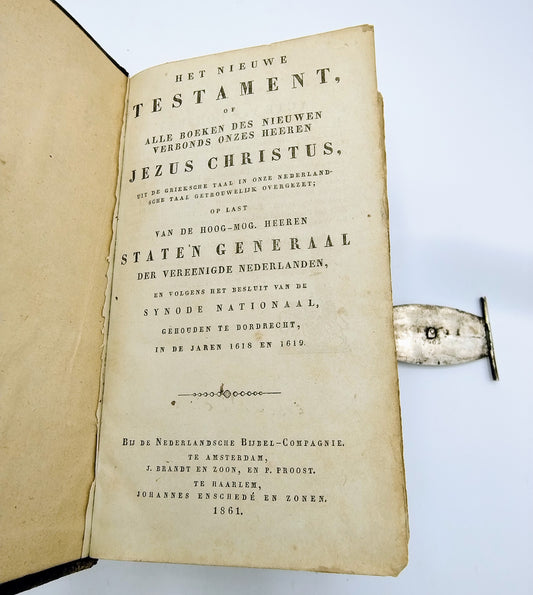 HET NIEUWE
TESTAMENT,
OF
ALLE BOEKEN DES NIEUWEN
VERBONDS ONZES HEEREN
JEZUS CHRISTUS,
UIT DE GRIEKSCHE TAAL IN ONZE NEDERLAND-
SCHE TAAL GETROUWELIJK OVERGEZET;
OP LAST
VAN DE HOOG-MOG. HEEREN
STATEN GENERAAL
DER VEREENIGDE NEDERLANDEN,
EN VOLGENS HET BESLUIT VAN DE
SYNODE NATIONAAL,
GEHOUDEN TE DORDRECHT,
IN DE JAREN 1618 EN 1619.
BIJ DE NEDERLANDSCHE BIJBEL-COMPAGNIE.
TE AMSTERDAM,
J. BRANDT EN ZOON, EN P. PROOST.
TE HAARLEM,
JOHANNES ENSCHEDÉ EN ZONEN.
1861.